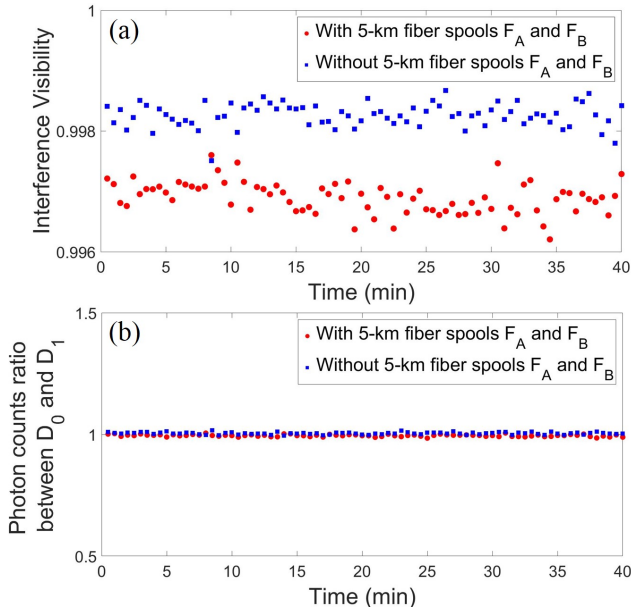 (a)
With 5-km fiber spools F_A and F_B
Without 5-km fiber spools F_A and F_B
Interference Visibility
1
0.998
0.996
0 5 10 15 20 25 30 35 40
Time (min)
(b)
With 5-km fiber spools F_A and F_B
Without 5-km fiber spools F_A and F_B
Photon counts ratio
between D_0 and D_1
1.5
1
0.5
0 5 10 15 20 25 30 35 40
Time (min)